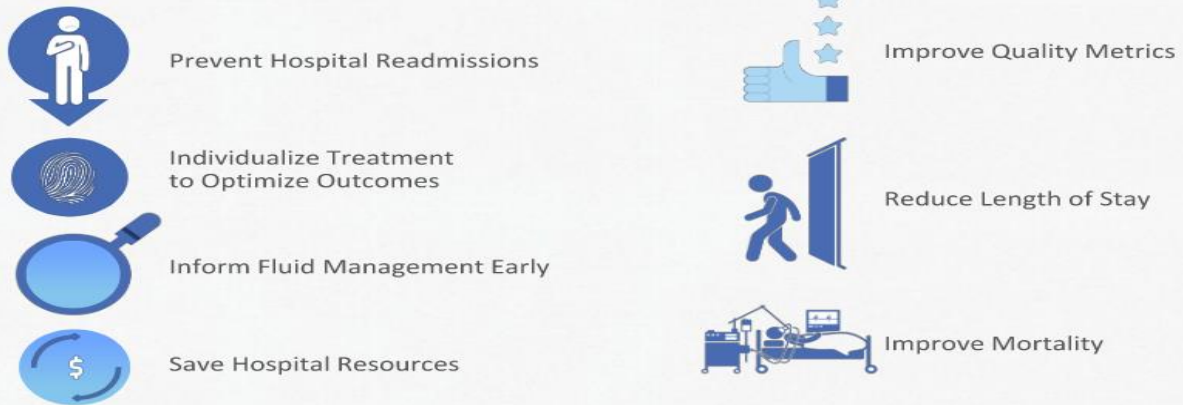 Prevent Hospital Readmissions
Individualize Treatment
to Optimize Outcomes
Inform Fluid Management Early
$
Save Hospital Resources
Improve Quality Metrics
Reduce Length of Stay
Improve Mortality